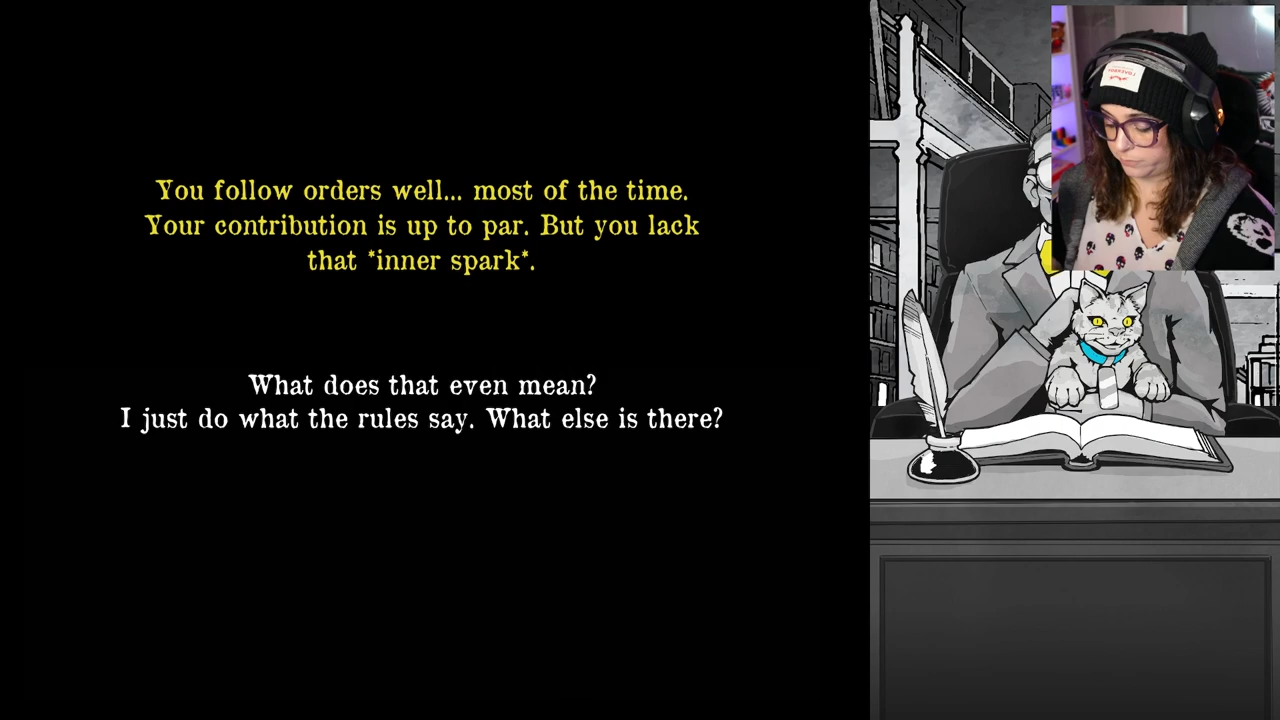 You follow orders well... most of the time.
Your contribution is up to par. But you lack
that *inner spark*.
What does that even mean?
I just do what the rules say. What else is there?